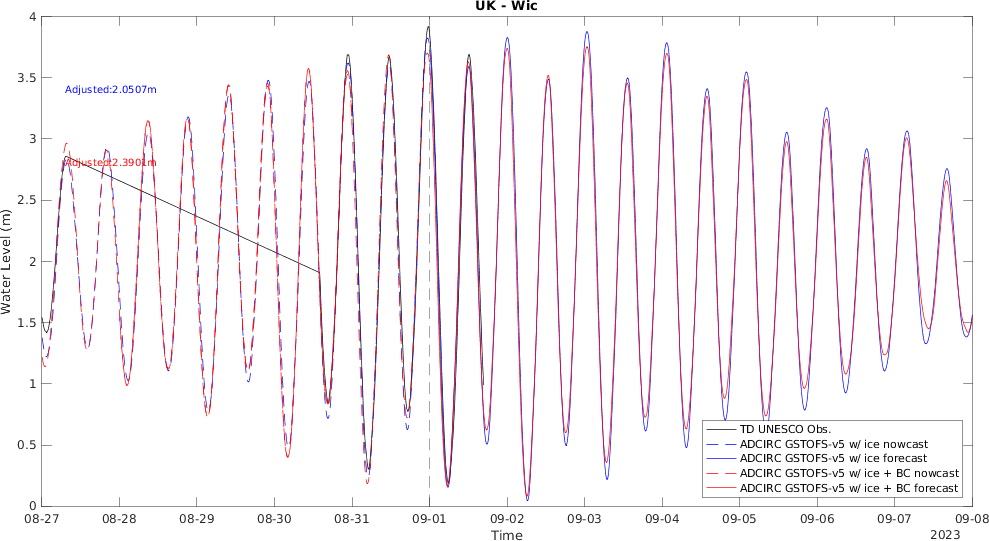 UK - Wic
4
3.5
3
2.5
2
1.5
1
0.5
0
Water Level (m)
Adjusted:2.0507m
Adjusted:2.3901m
TD UNESCO Obs.
ADCIRC GSTOFS-v5 w/ ice nowcast
ADCIRC GSTOFS-v5 w/ ice forecast
ADCIRC GSTOFS-v5 w/ ice + BC nowcast
ADCIRC GSTOFS-v5 w/ ice + BC forecast
08-27 08-28 08-29 08-30 08-31 09-01 09-02 09-03 09-04 09-05 09-06 09-07 09-08
Time
2023